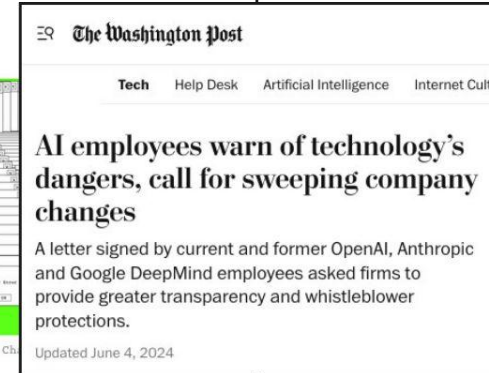 The Washington Post
Tech Help Desk Artificial Intelligence Internet Cult
AI employees warn of technology's
dangers, call for sweeping company
changes
A letter signed by current and former OpenAI, Anthropic
and Google DeepMind employees asked firms to
provide greater transparency and whistleblower
protections.
Updated June 4, 2024